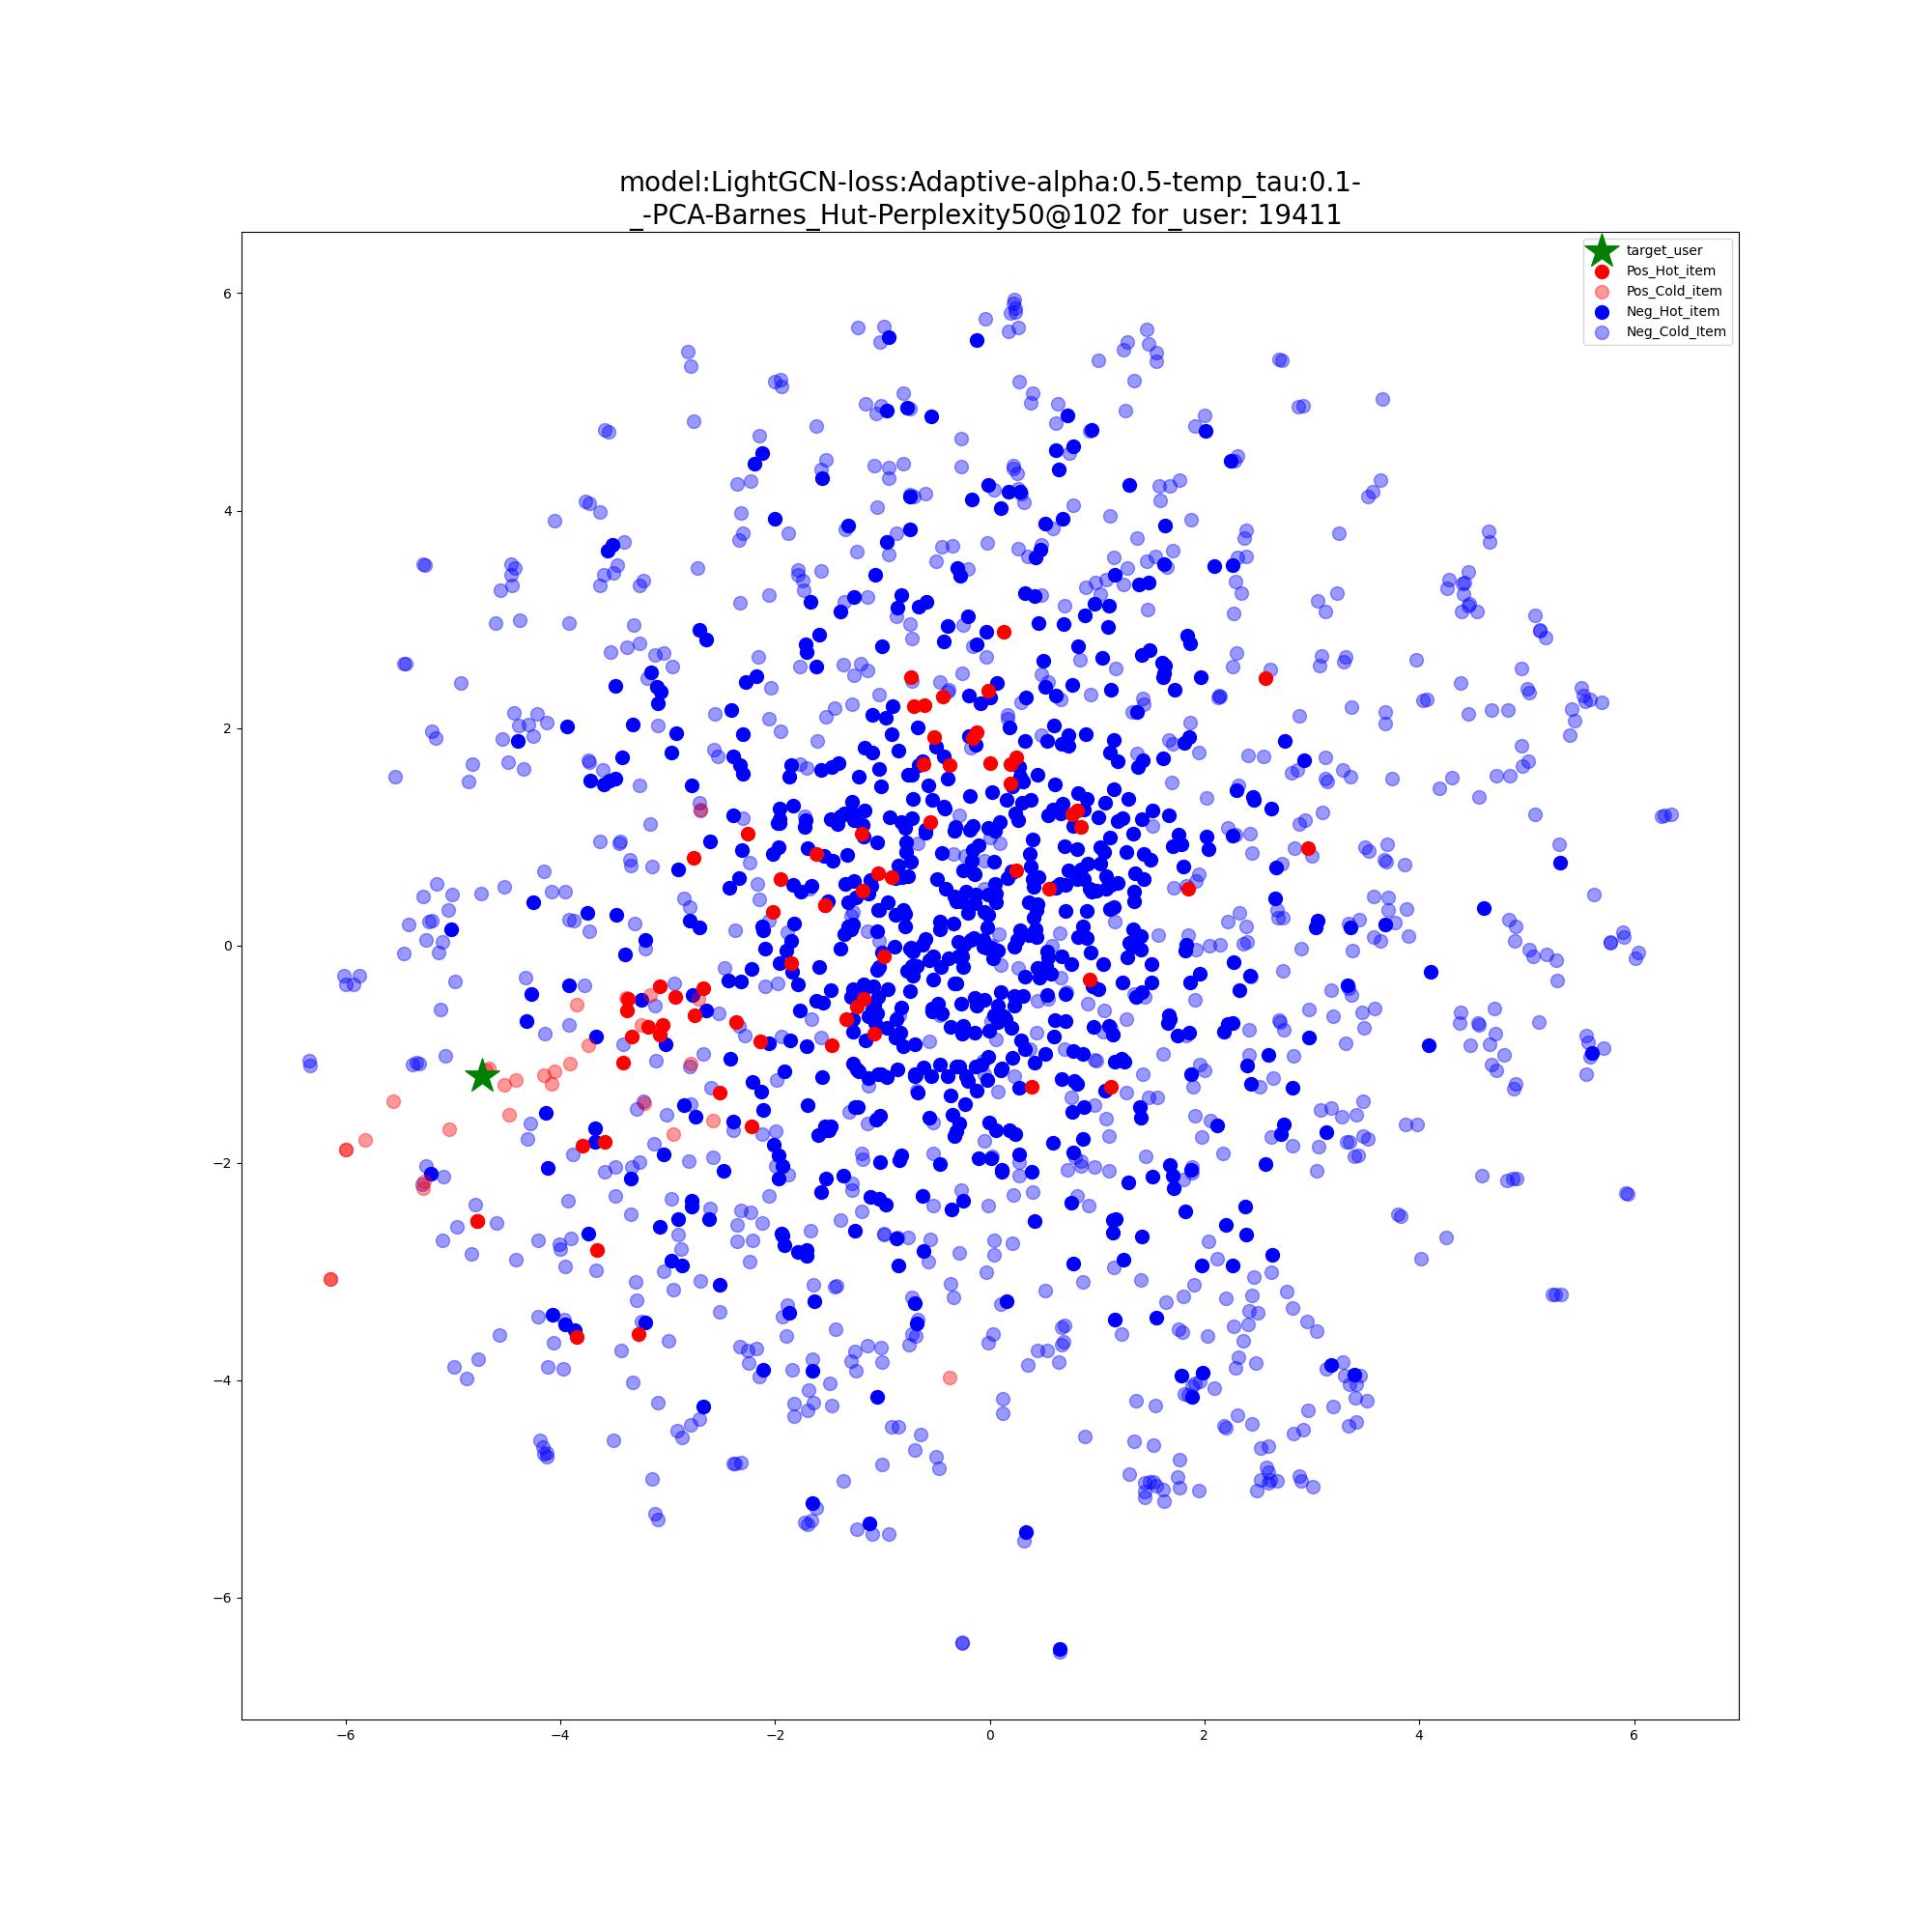 model:LightGCN-loss:Adaptive-alpha:0.5-temp_tau:0.1-
_-PCA-Barnes_Hut-Perplexity50@102 for_user: 19411
target_user
Pos_Hot_item
Pos_Cold_item
Neg_Hot_item
Neg_Cold_Item
6
4
2
0
−2
−4
−6
−6
−4
−2
0
2
4
6